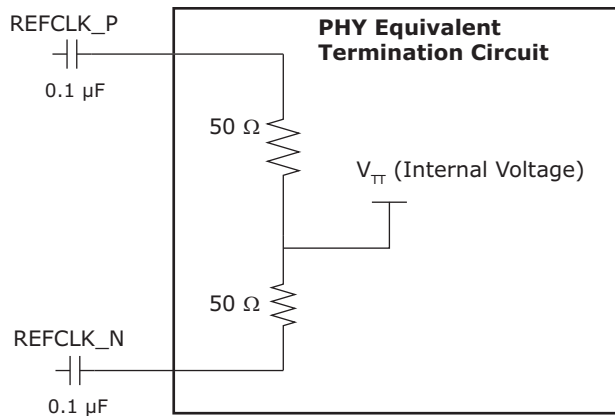 REFCLK_P
0.1 µF
PHY Equivalent
Termination Circuit
50 Ω
V_TT (Internal Voltage)
50 Ω
REFCLK_N
0.1 µF